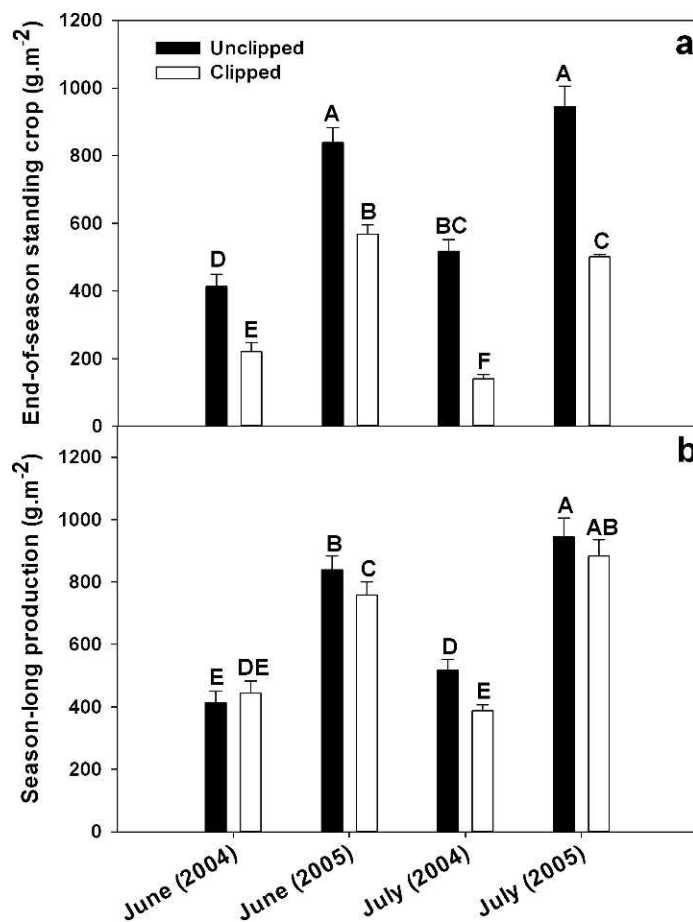 a
Unclipped
Clipped
End-of-season standing crop (g.m-2)
1200
1000
800
600
400
200
0
D
E
A
B
BC
F
A
C
b
Season-long production (g.m-2)
1200
1000
800
600
400
200
0
E
DE
B
C
D
E
A
AB
June (2004)
June (2005)
July (2004)
July (2005)